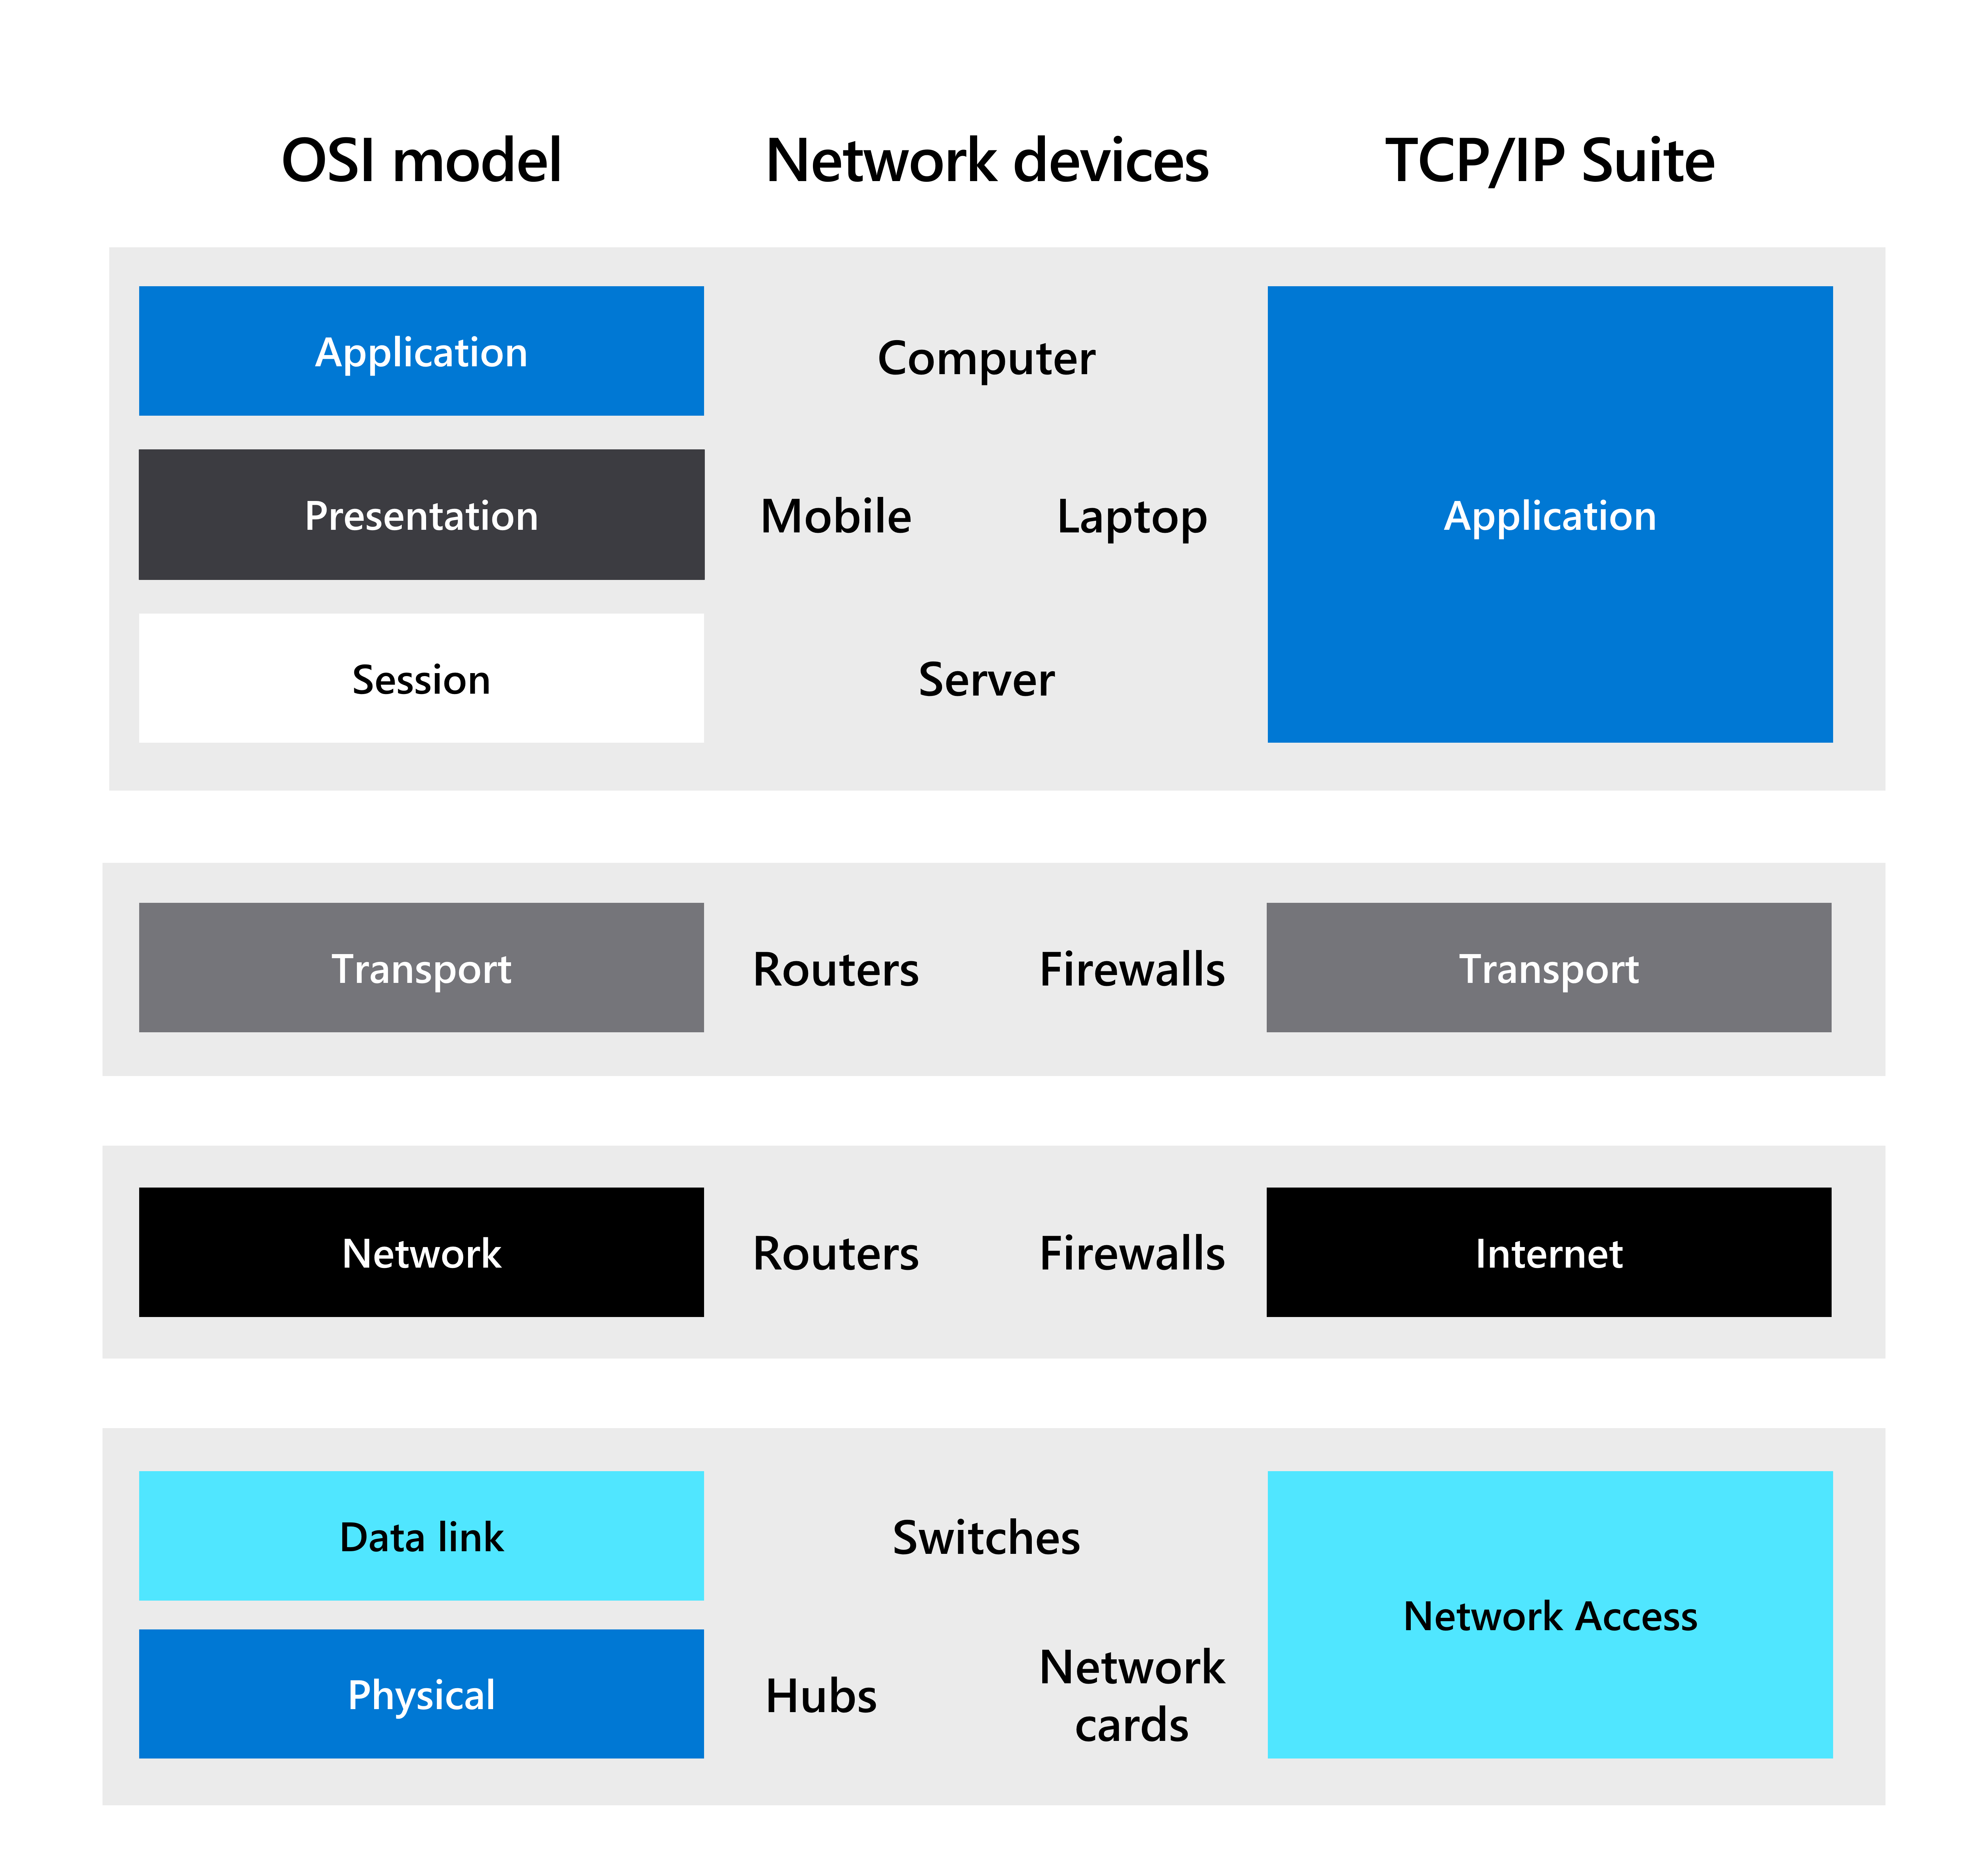 OSI model
Network devices
TCP/IP Suite
Application
Computer
Presentation
Mobile
Laptop
Application
Session
Server
Transport
Routers
Firewalls
Transport
Network
Routers
Firewalls
Internet
Data link
Switches
Network Access
Physical
Hubs
Network
cards